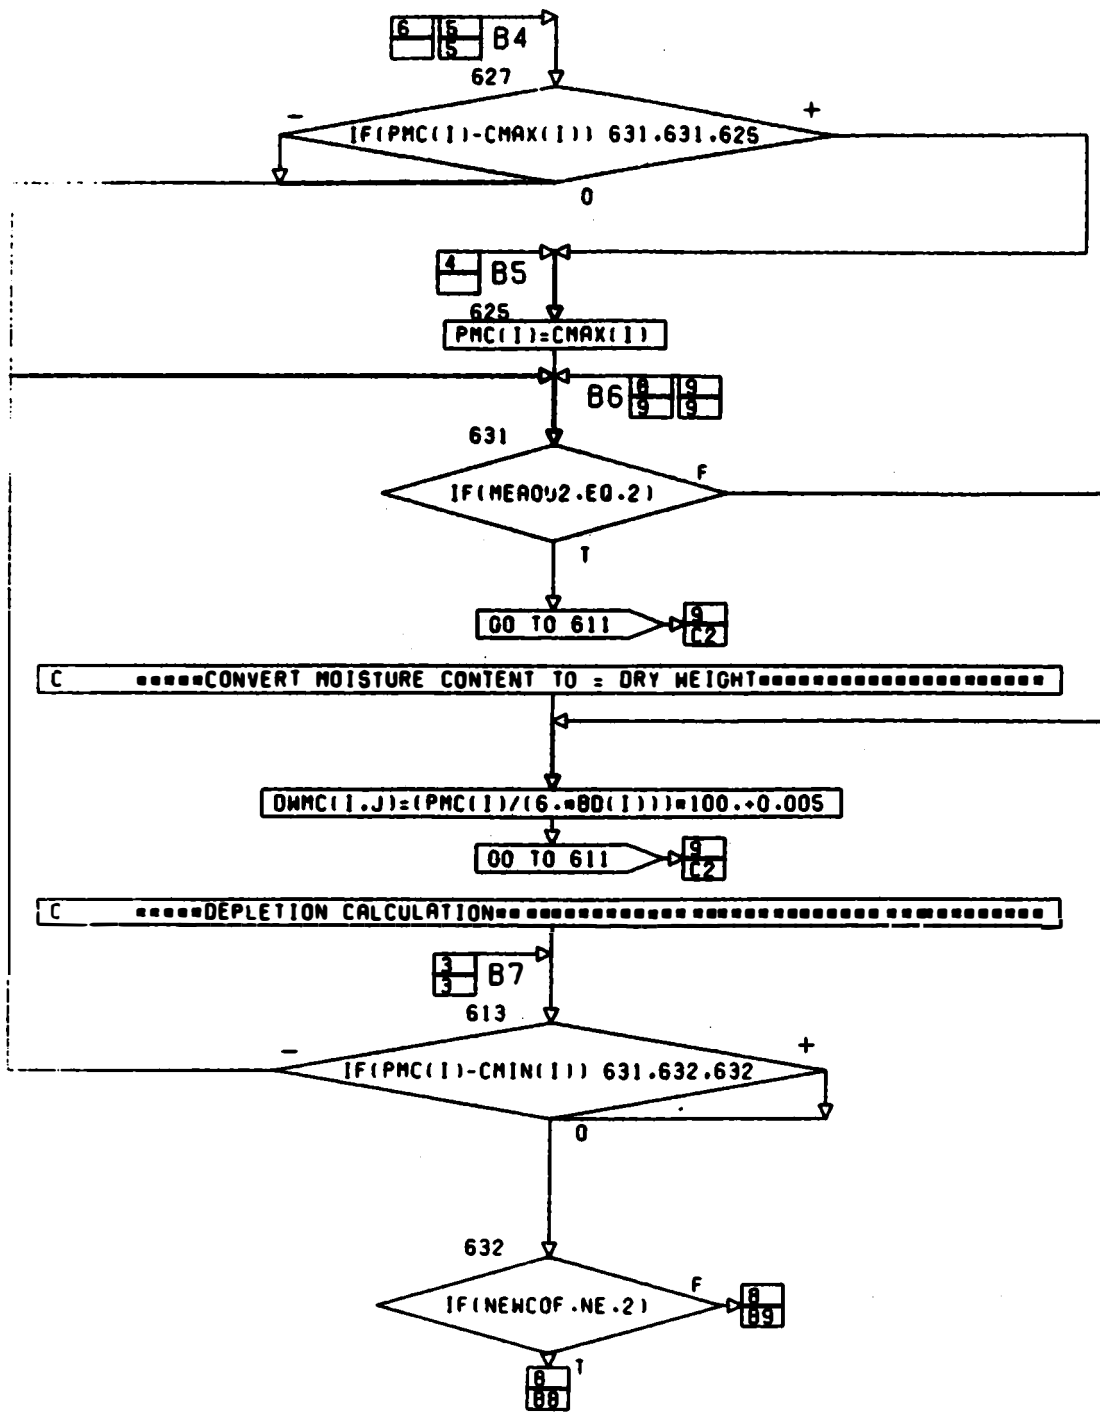 6 5
5 B4
627
- +
IF(PMC(I)-CMAX(I)) 631.631.625
0
4 B5
625
PMC(I)=CMAX(I)
B6 8 9
9 9
631
F
.EQ.2)
T
GO TO 611 9
C2
C *****CONVERT MOISTURE CONTENT TO = DRY WEIGHT*********************
DWMC(I.J)=(PMC(I)/(6.*BD(I)))*100.+0.005
GO TO 611 9
C2
C *****DEPLETION CALCULATION** ************ ************** ************
3 B7
3
613
- +
IF(PMC(I)-CMIN(I)) 631.632.632
0
632
F
IF(NEWCOF.NE.2) 8
B9
T
8
B8